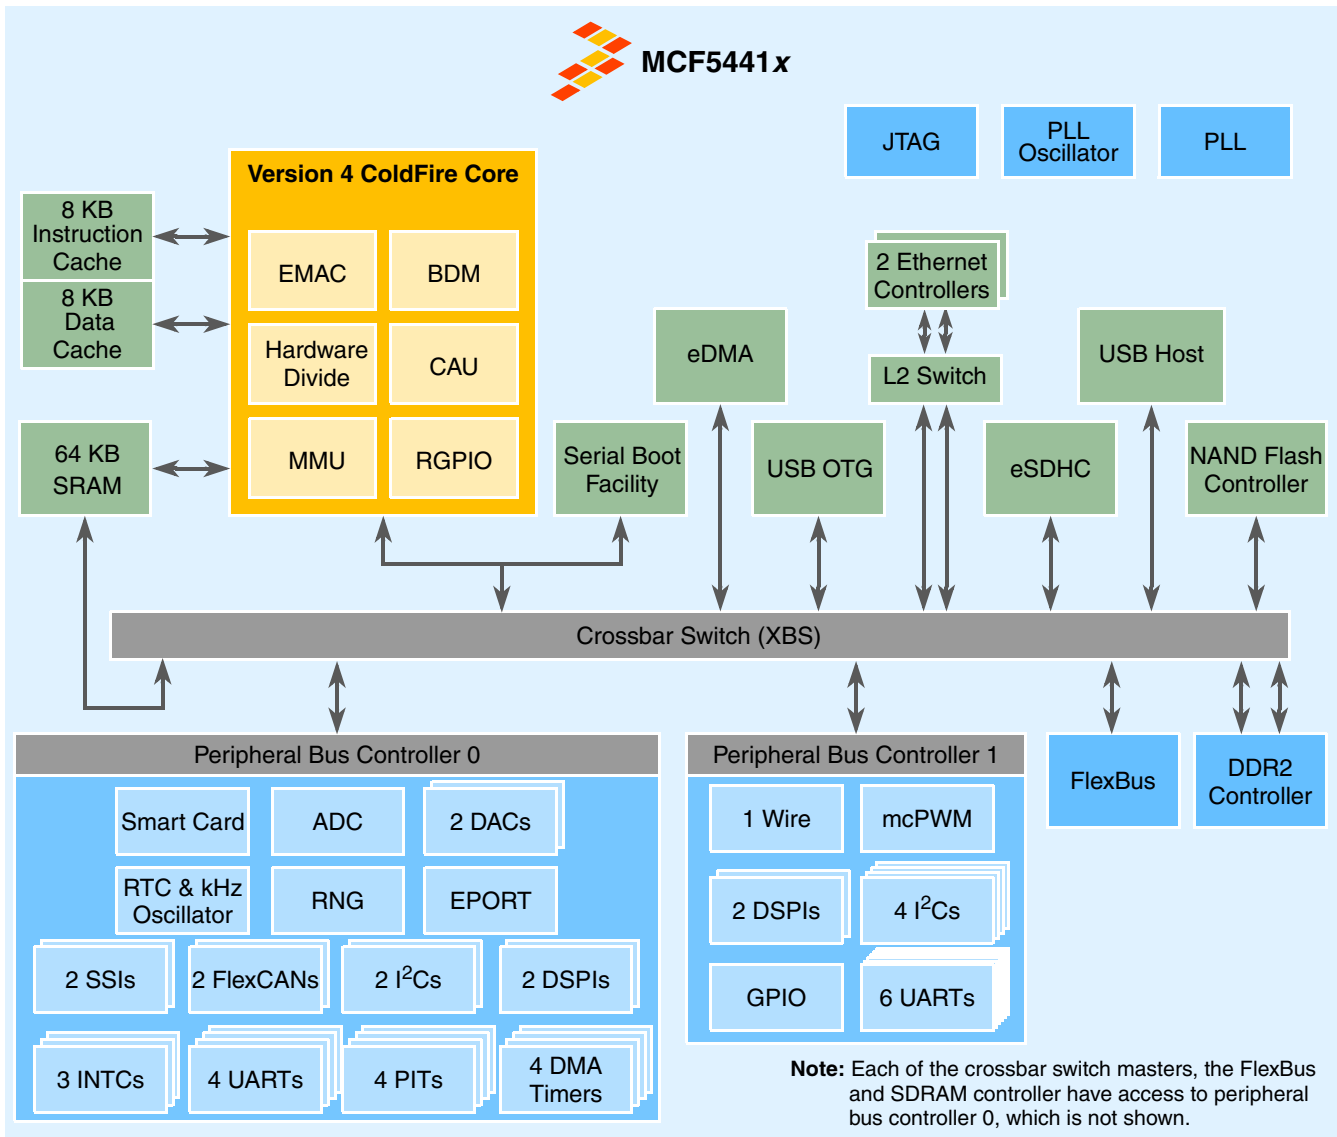 MCF5441x
JTAG
PLL
Oscillator
PLL
Version 4 ColdFire Core
8 KB
Instruction
Cache
8 KB
Data
Cache
EMAC
BDM
Hardware
Divide
CAU
MMU
RGPIO
64 KB
SRAM
2 Ethernet
Controllers
eDMA
L2 Switch
USB Host
Serial Boot
Facility
USB OTG
eSDHC
NAND Flash
Controller
Crossbar Switch (XBS)
Peripheral Bus Controller 0
Smart Card
ADC
2 DACs
RTC & kHz
Oscillator
RNG
EPORT
2 SSIs
2 FlexCANs
2 I²Cs
2 DSPIs
3 INTCs
4 UARTs
4 PITs
4 DMA
Timers
Peripheral Bus Controller 1
1 Wire
mcPWM
2 DSPIs
4 I²Cs
GPIO
6 UARTs
FlexBus
DDR2
Controller
Note: Each of the crossbar switch masters, the FlexBus
and SDRAM controller have access to peripheral
bus controller 0, which is not shown.